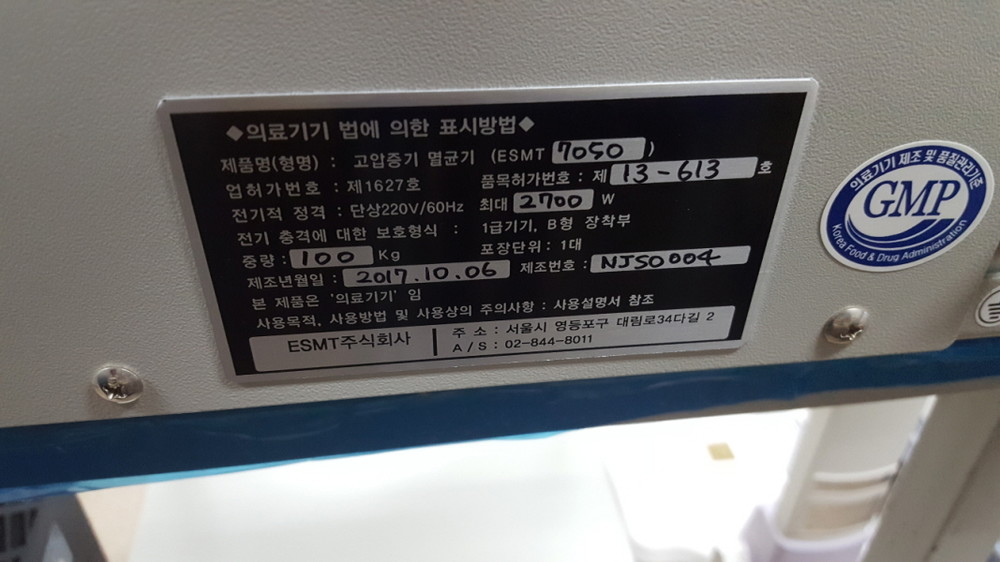 ◆의료기기 법에 의한 표시방법◆
제품명(형명) : 고압증기 멸균기 (ESMT 7050)
업허가번호 : 제1627호 품목허가번호 : 제 13-613 호
전기적 정격 : 단상220V/60Hz 최대 2700 W
전기 충격에 대한 보호형식 : 1급기기, B형 장착부
중량 : 100 Kg 포장단위 : 1대
제조년월일 : 2017.10.06 제조번호 : NJS0004
본 제품은 '의료기기' 임
사용목적, 사용방법 및 사용상의 주의사항 : 사용설명서 참조
ESMT주식회사
주 소 : 서울시 영등포구 대림로34다길 2
A / S : 02-844-8011
의료기기 제조 및 품질관리기준
GMP
Korea Food & Drug Administration